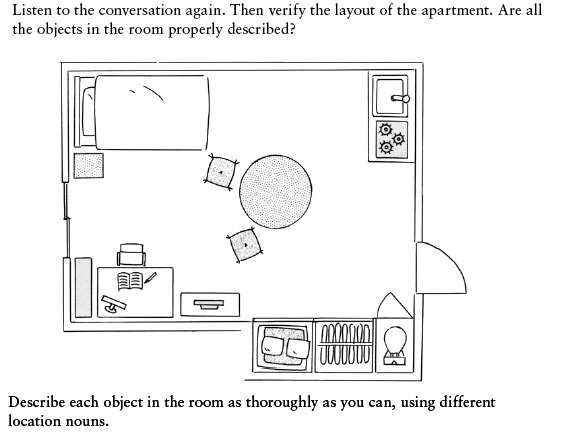 Listen to the conversation again. Then verify the layout of the apartment. Are all
the objects in the room properly described?
Describe each object in the room as thoroughly as you can, using different
location nouns.